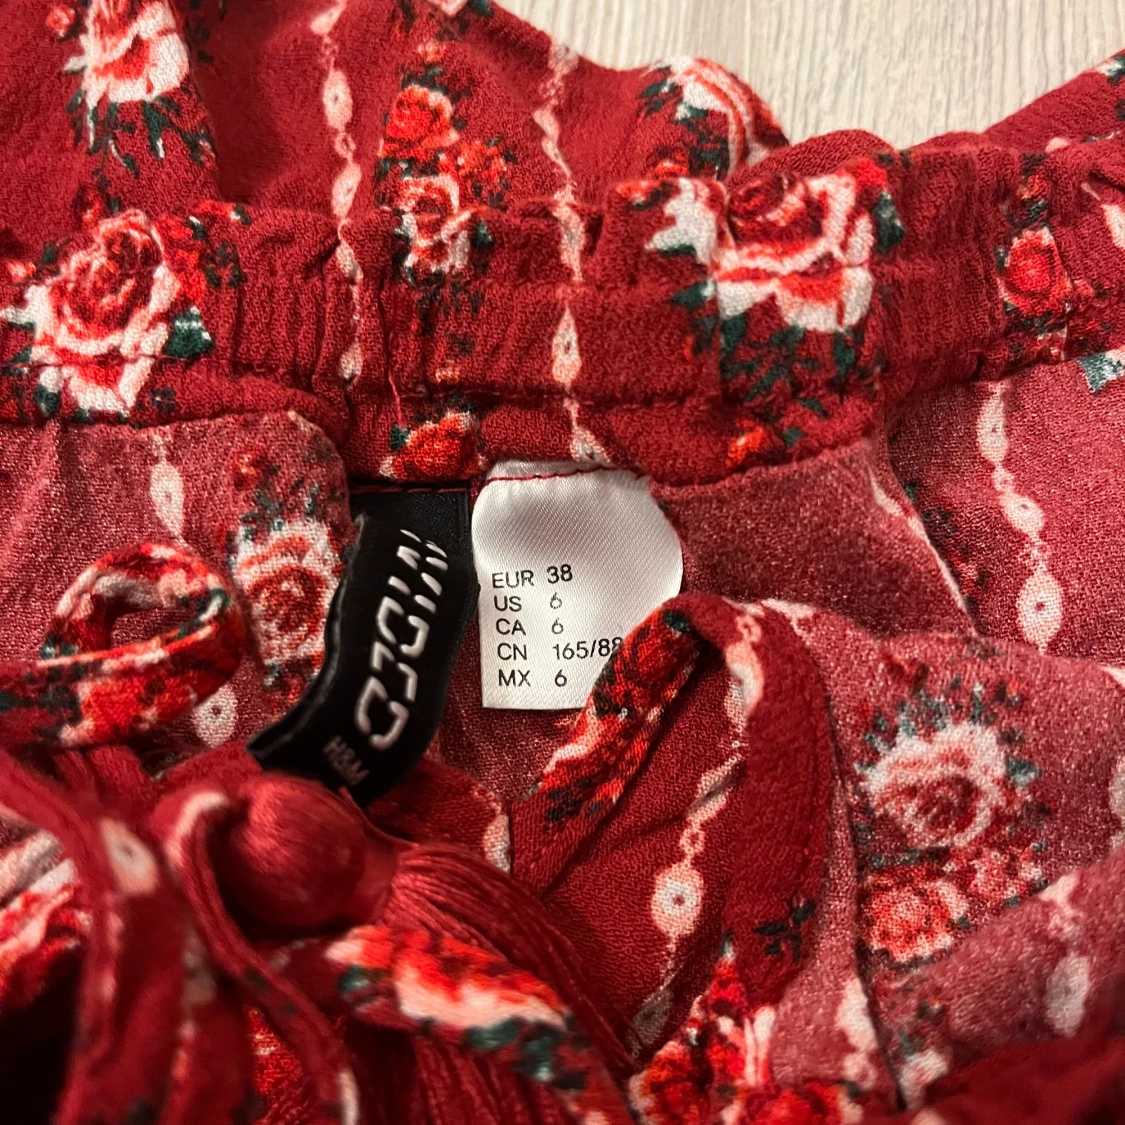 DIVIDED
H&M
EUR 38
US 6
CA 6
CN 165/88
MX 6